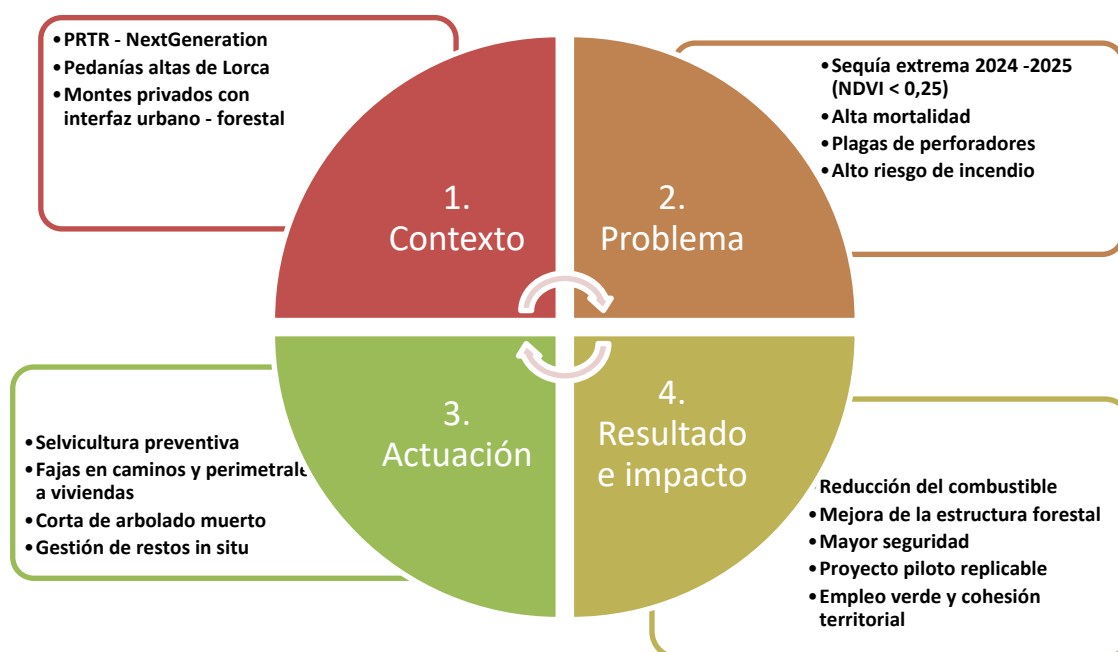 •PRTR - NextGeneration
•Pedanías altas de Lorca
•Montes privados con
interfaz urbano - forestal
1.
Contexto
•Sequía extrema 2024 -2025
(NDVI < 0,25)
•Alta mortalidad
•Plagas de perforadores
•Alto riesgo de incendio
2.
Problema
•Selvicultura preventiva
•Fajas en caminos y perimetrale
a viviendas
•Corta de arbolado muerto
•Gestión de restos in situ
3.
Actuación
4.
Resultado
e impacto
Reducción del combustible
•Mejora de la estructura forestal
•Mayor seguridad
•Proyecto piloto replicable
•Empleo verde y cohesión
territorial